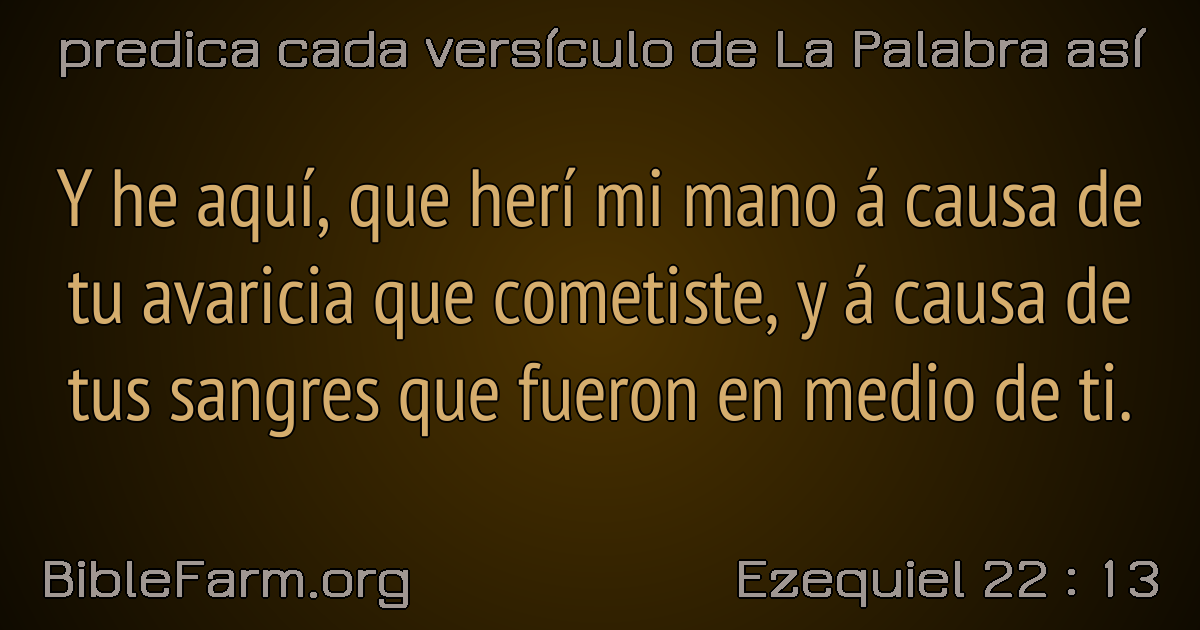 predica cada versículo de La Palabra así
Y he aquí, que herí mi mano á causa de
tu avaricia que cometiste, y á causa de
tus sangres que fueron en medio de ti.
BibleFarm.org
Ezequiel 22 : 13